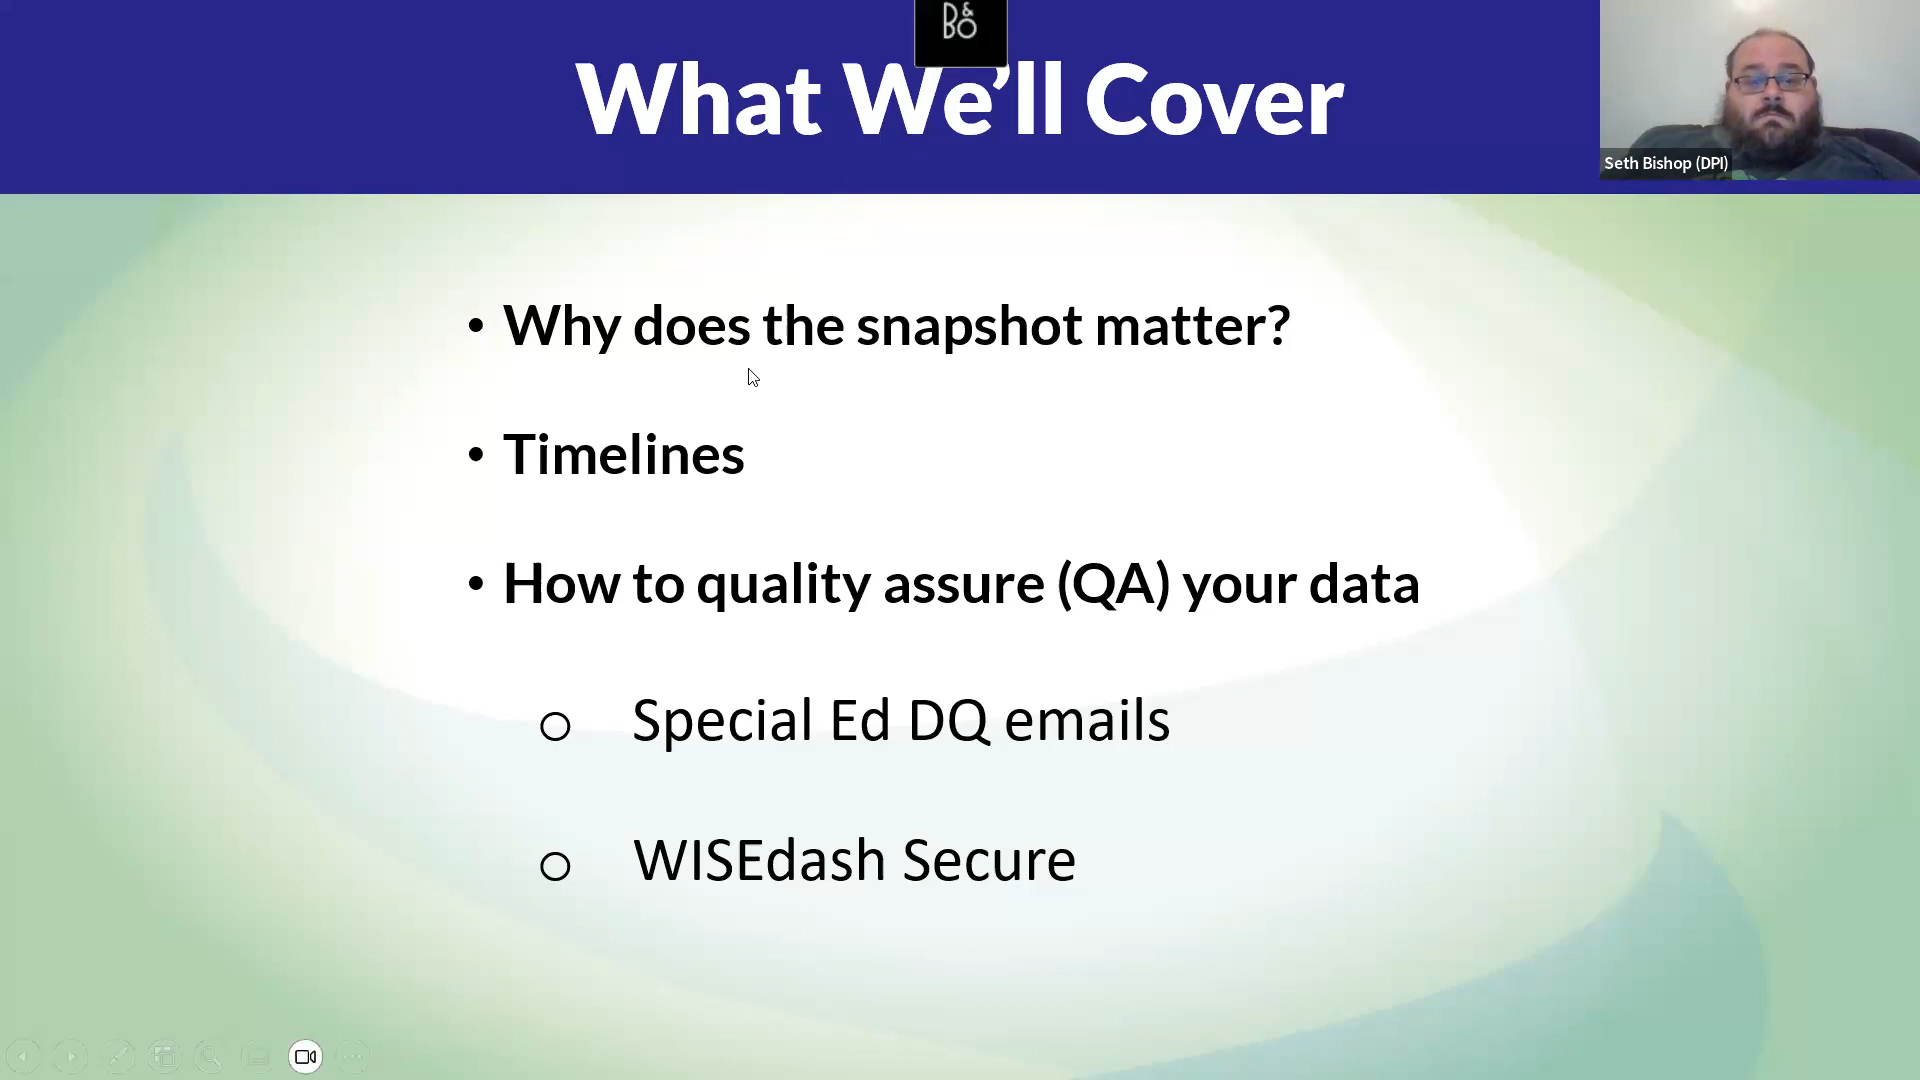 B&O
What We’ll Cover
Seth Bishop (DPI)
• Why does the snapshot matter?
• Timelines
• How to quality assure (QA) your data
o Special Ed DQ emails
o WISEdash Secure